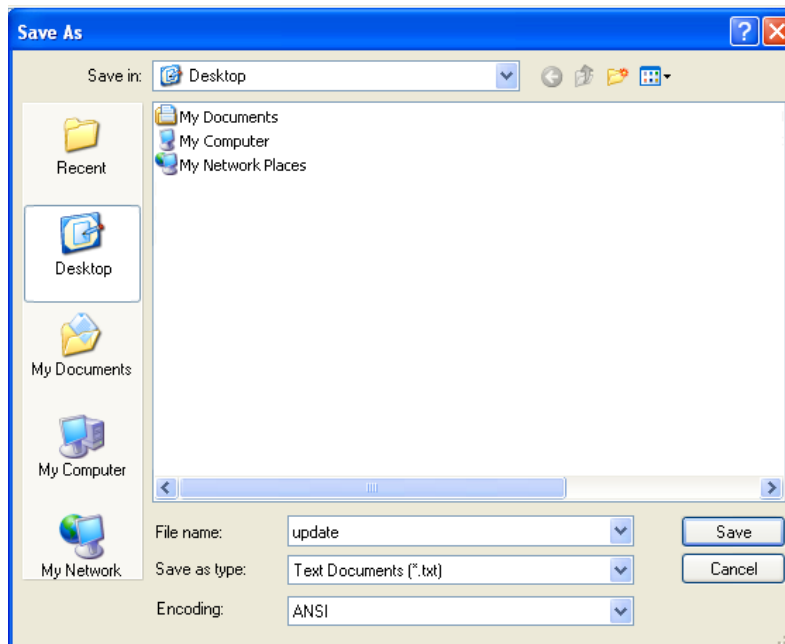 Save As
Save in: Desktop
My Documents
My Computer
My Network Places
Recent
Desktop
My Documents
My Computer
My Network
File name: update Save
Save as type: Text Documents (*.txt) Cancel
Encoding: ANSI